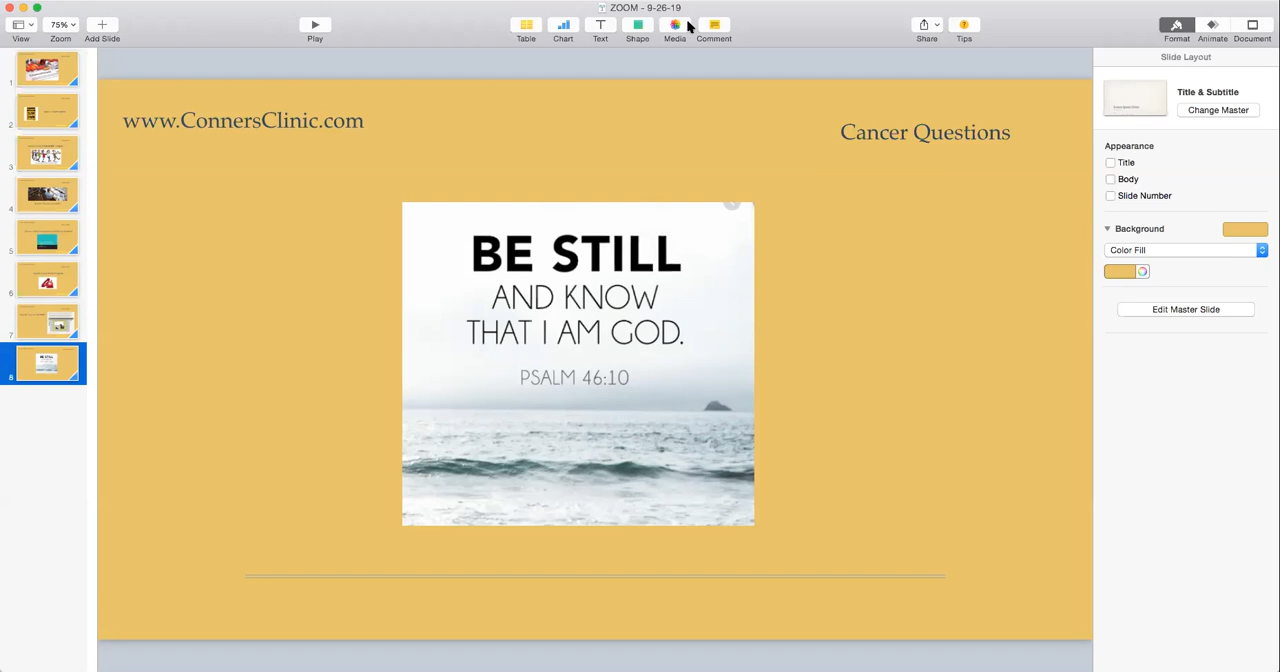 ZOOM - 9-26-19
75%
View Zoom Add Slide Play Table Chart Text Shape Media Comment Share Tips Format Animate Document
Slide Layout
Title & Subtitle
Change Master
Appearance
Title
Body
Slide Number
Background
Color Fill
Edit Master Slide
1
2
3
4
5
6
7
8
www.ConnersClinic.com
Cancer Questions
BE STILL
AND KNOW
THAT I AM GOD.
PSALM 46:10